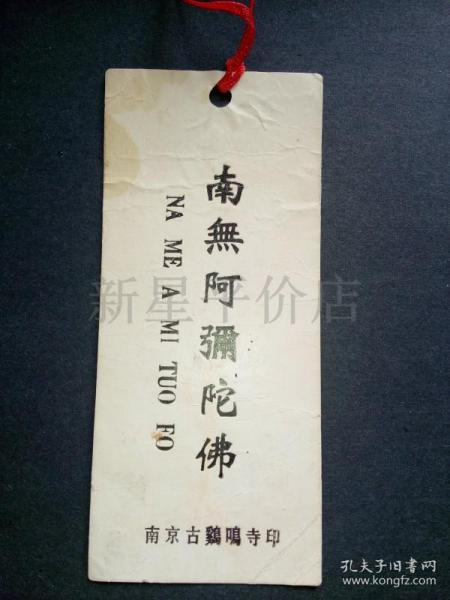 南無阿彌陀佛
NA ME A MI TUO FO
南京古鷄鳴寺印
新星平价店
孔夫子旧书网
www.kongfz.com